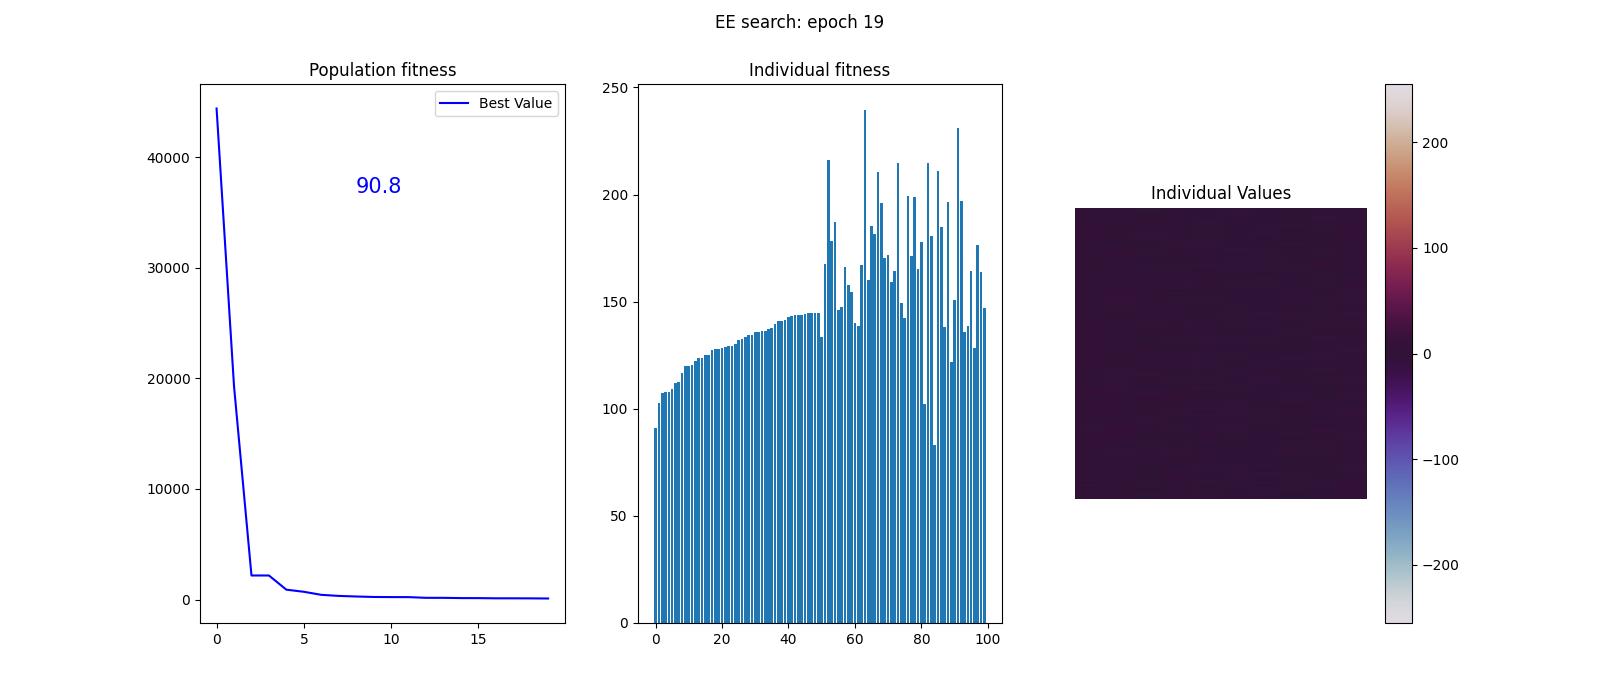 EE search: epoch 19
Population fitness
Best Value
90.8
40000
30000
20000
10000
0
0 5 10 15
Individual fitness
250
200
150
100
50
0
0 20 40 60 80 100
Individual Values
200
100
0
−100
−200